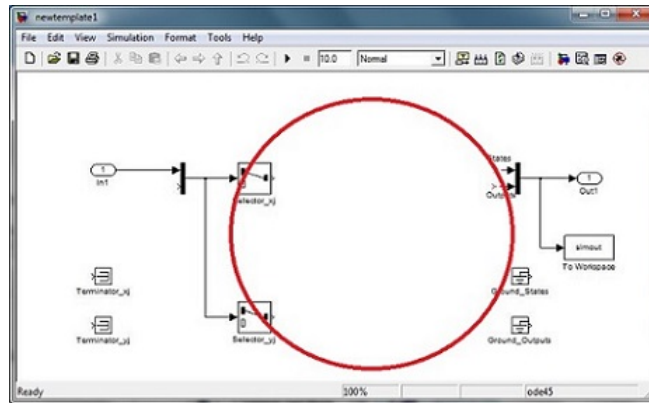 newtemplate1
File Edit View Simulation Format Tools Help
10.0 Normal
1
In1
Selector_xj
States
Outputs
1
Out1
simout
To Workspace
Terminator_xj
Ground_States
Terminator_yj
Selector_yj
Ground_Outputs
Ready 100% ode45